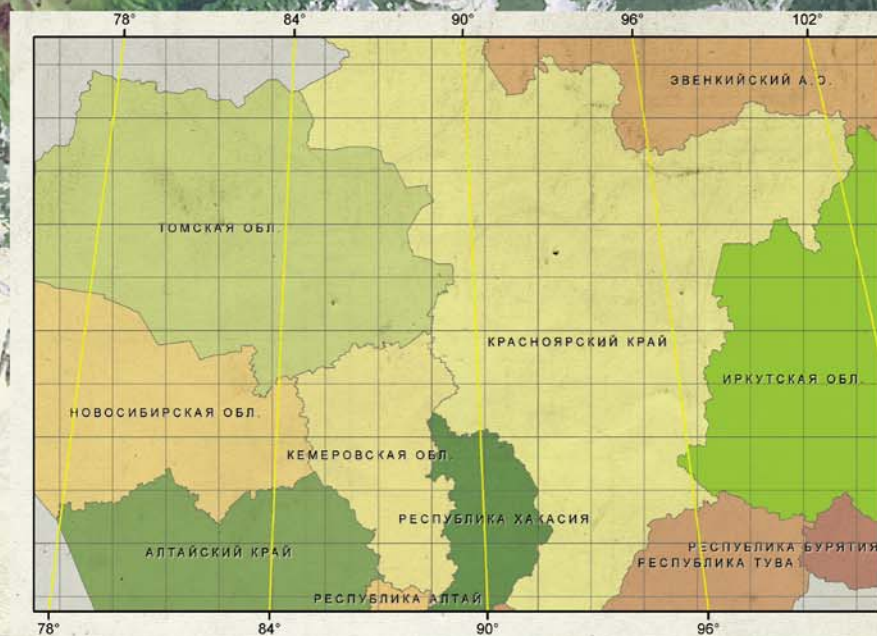 78° 84° 90° 96° 102°
ЭВЕНКИЙСКИЙ А.О.
ТОМСКАЯ ОБЛ.
КРАСНОЯРСКИЙ КРАЙ
ИРКУТСКАЯ ОБЛ.
НОВОСИБИРСКАЯ ОБЛ.
КЕМЕРОВСКАЯ ОБЛ.
РЕСПУБЛИКА ХАКАСИЯ
АЛТАЙСКИЙ КРАЙ
РЕСПУБЛИКА БУРЯТИЯ
РЕСПУБЛИКА ТУВА
РЕСПУБЛИКА АЛТАЙ
78° 84° 90° 96°